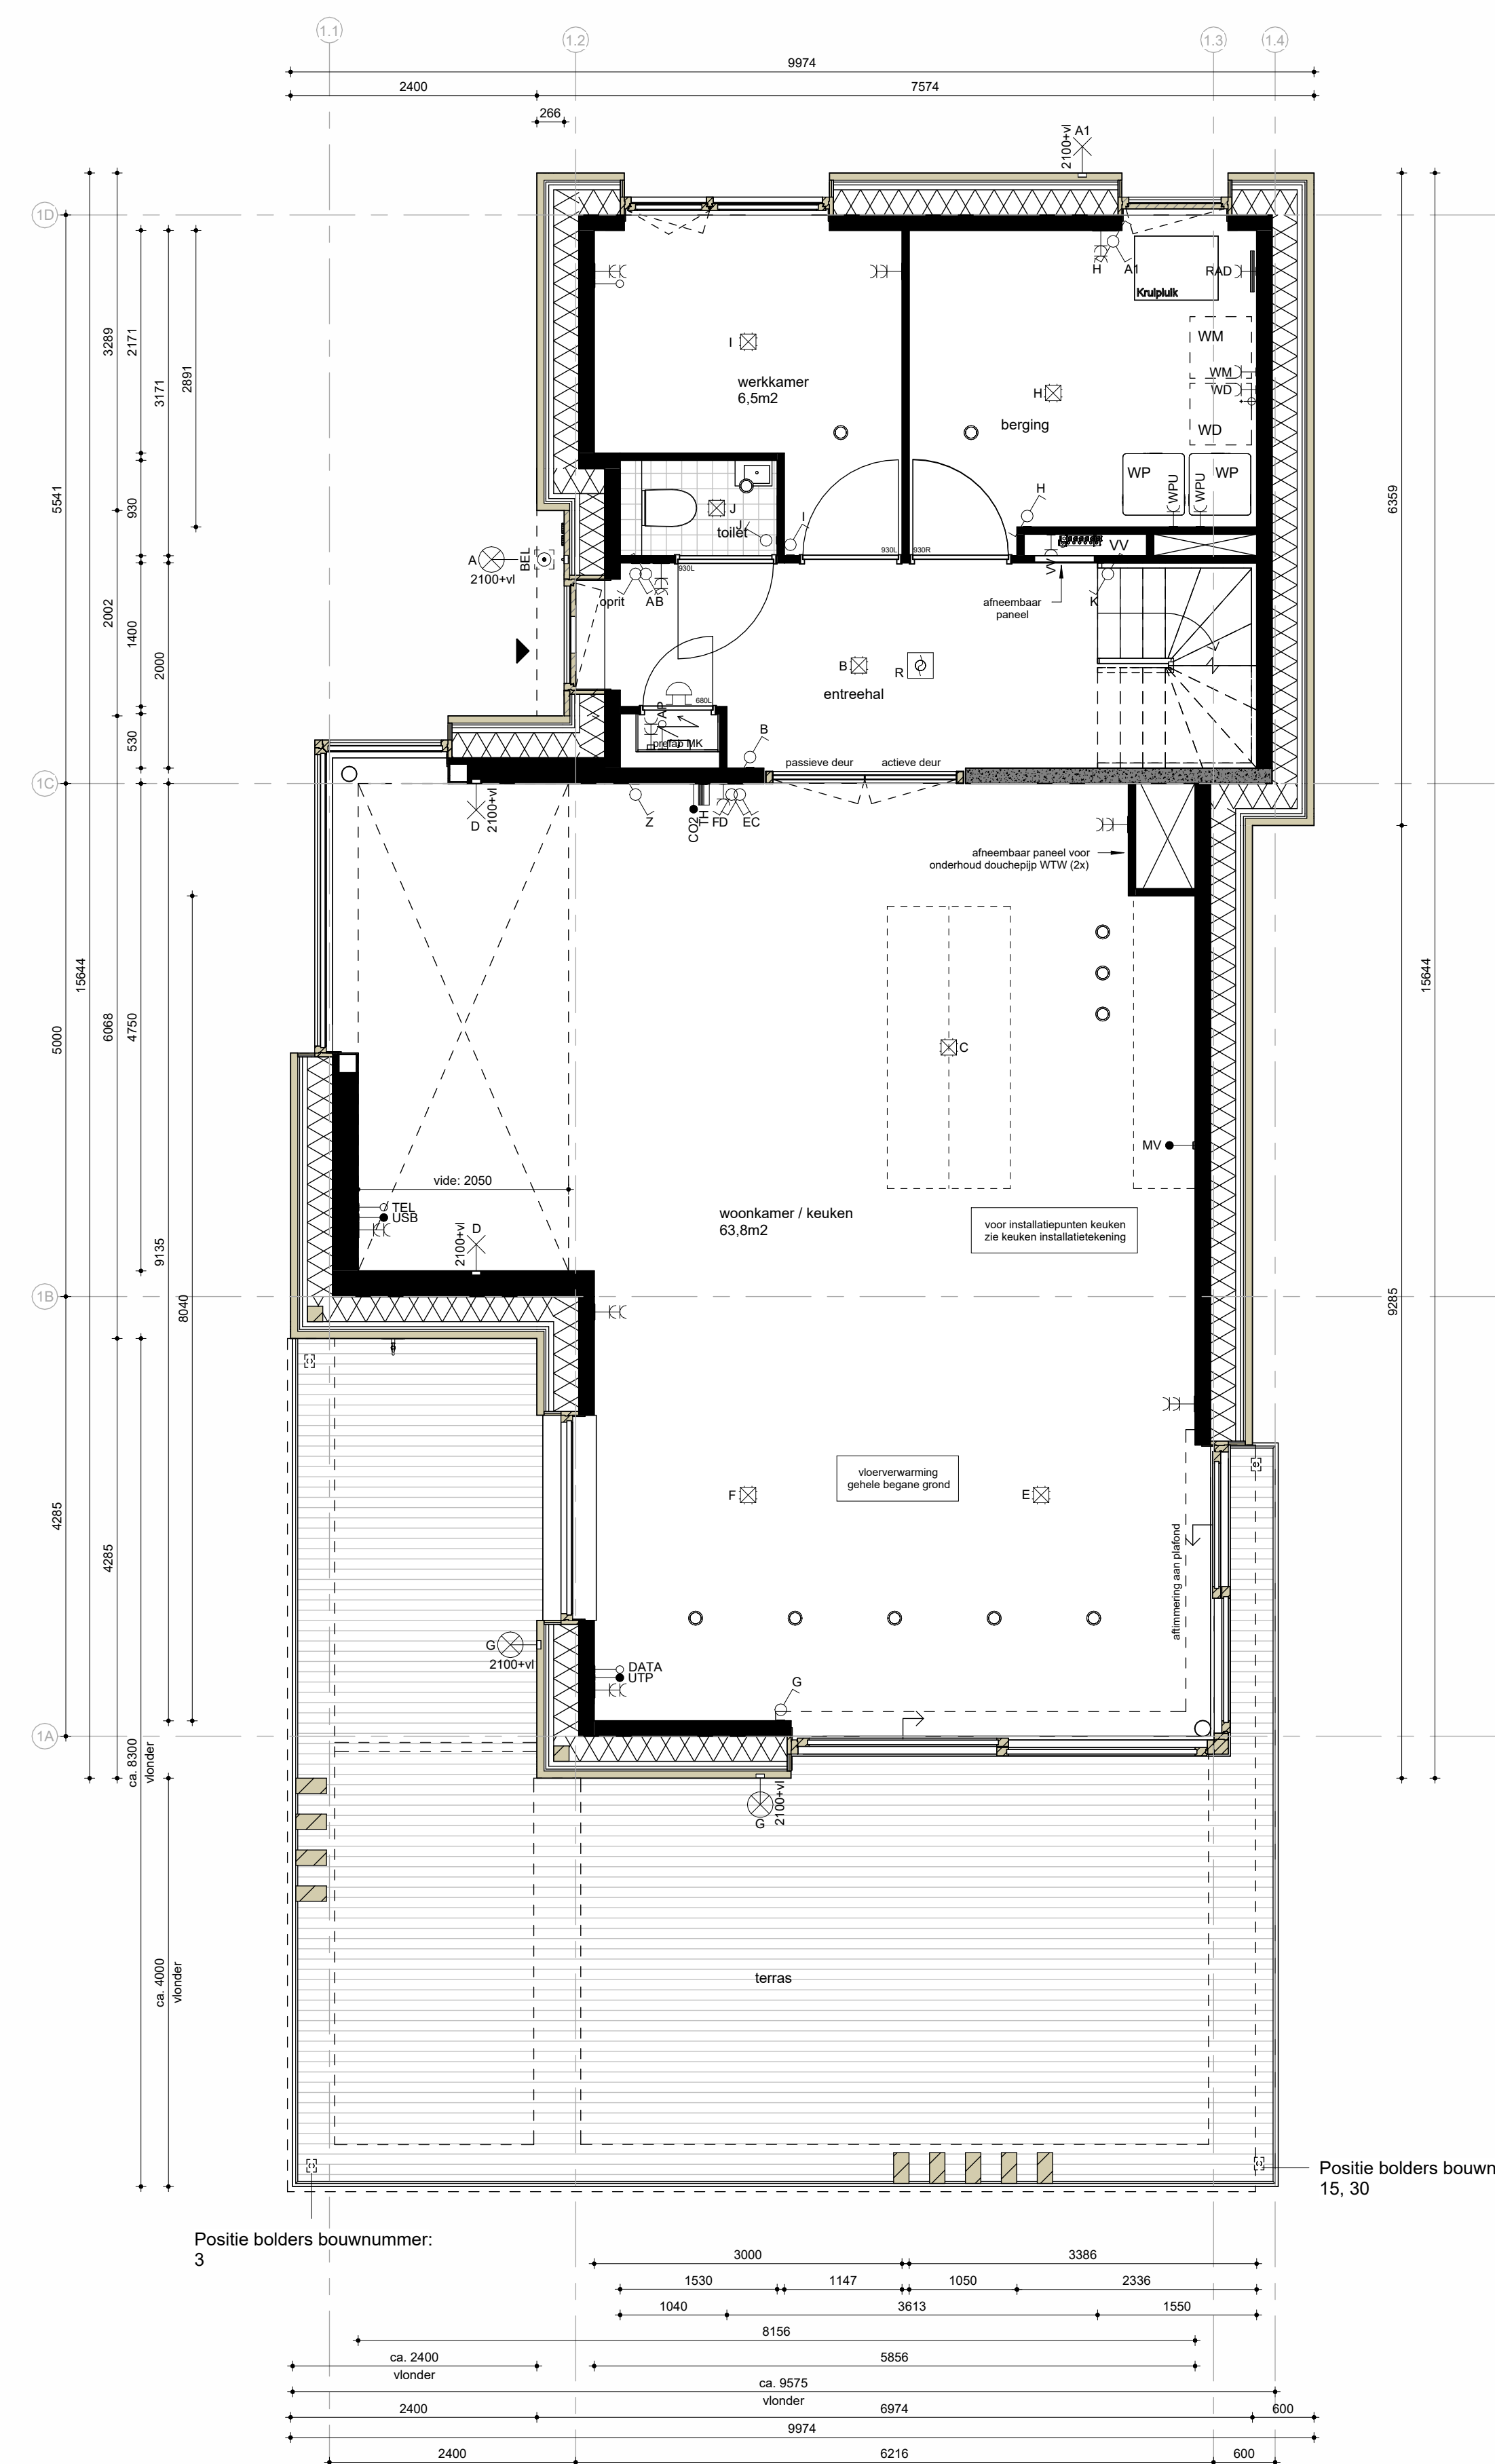 1.1
1.2
1.3
1.4
9974
2400
7574
266
A1
2100+vl
1D
H
A1
RAD
Kruipluik
WM
WM
WD
WD
I
werkkamer
6,5m2
H
berging
3289
2171
3171
2891
5541
930
6359
WP
WPU
WPU
WP
J
J
toilet
I
H
930L
930R
VV
VV
A
BEL
2100+vl
930L
oprit
AB
afneembaar
paneel
K
2002
1400
2000
B
R
entreehal
680L
AP
prefab MK
B
530
passieve deur
actieve deur
1C
D
2100+vl
Z
CO2
TH
FD
EC
afneembaar paneel voor
onderhoud douchepijp WTW (2x)
15644
5000
6068
4750
15644
C
MV
vide: 2050
TEL
USB
D
2100+vl
woonkamer / keuken
63,8m2
voor installatiepunten keuken
zie keuken installatietekening
9135
8040
1B
9285
vloerverwarming
gehele begane grond
F
E
4285
4285
aftimmering aan plafond
G
2100+vl
DATA
UTP
G
1A
ca. 8300
vlonder
G
2100+vl
ca. 4000
vlonder
terras
Positie bolders bouwn
15, 30
Positie bolders bouwnummer:
3
3000
3386
1530
1147
1050
2336
1040
3613
1550
8156
ca. 2400
vlonder
5856
ca. 9575
vlonder
2400
6974
600
9974
2400
6216
600